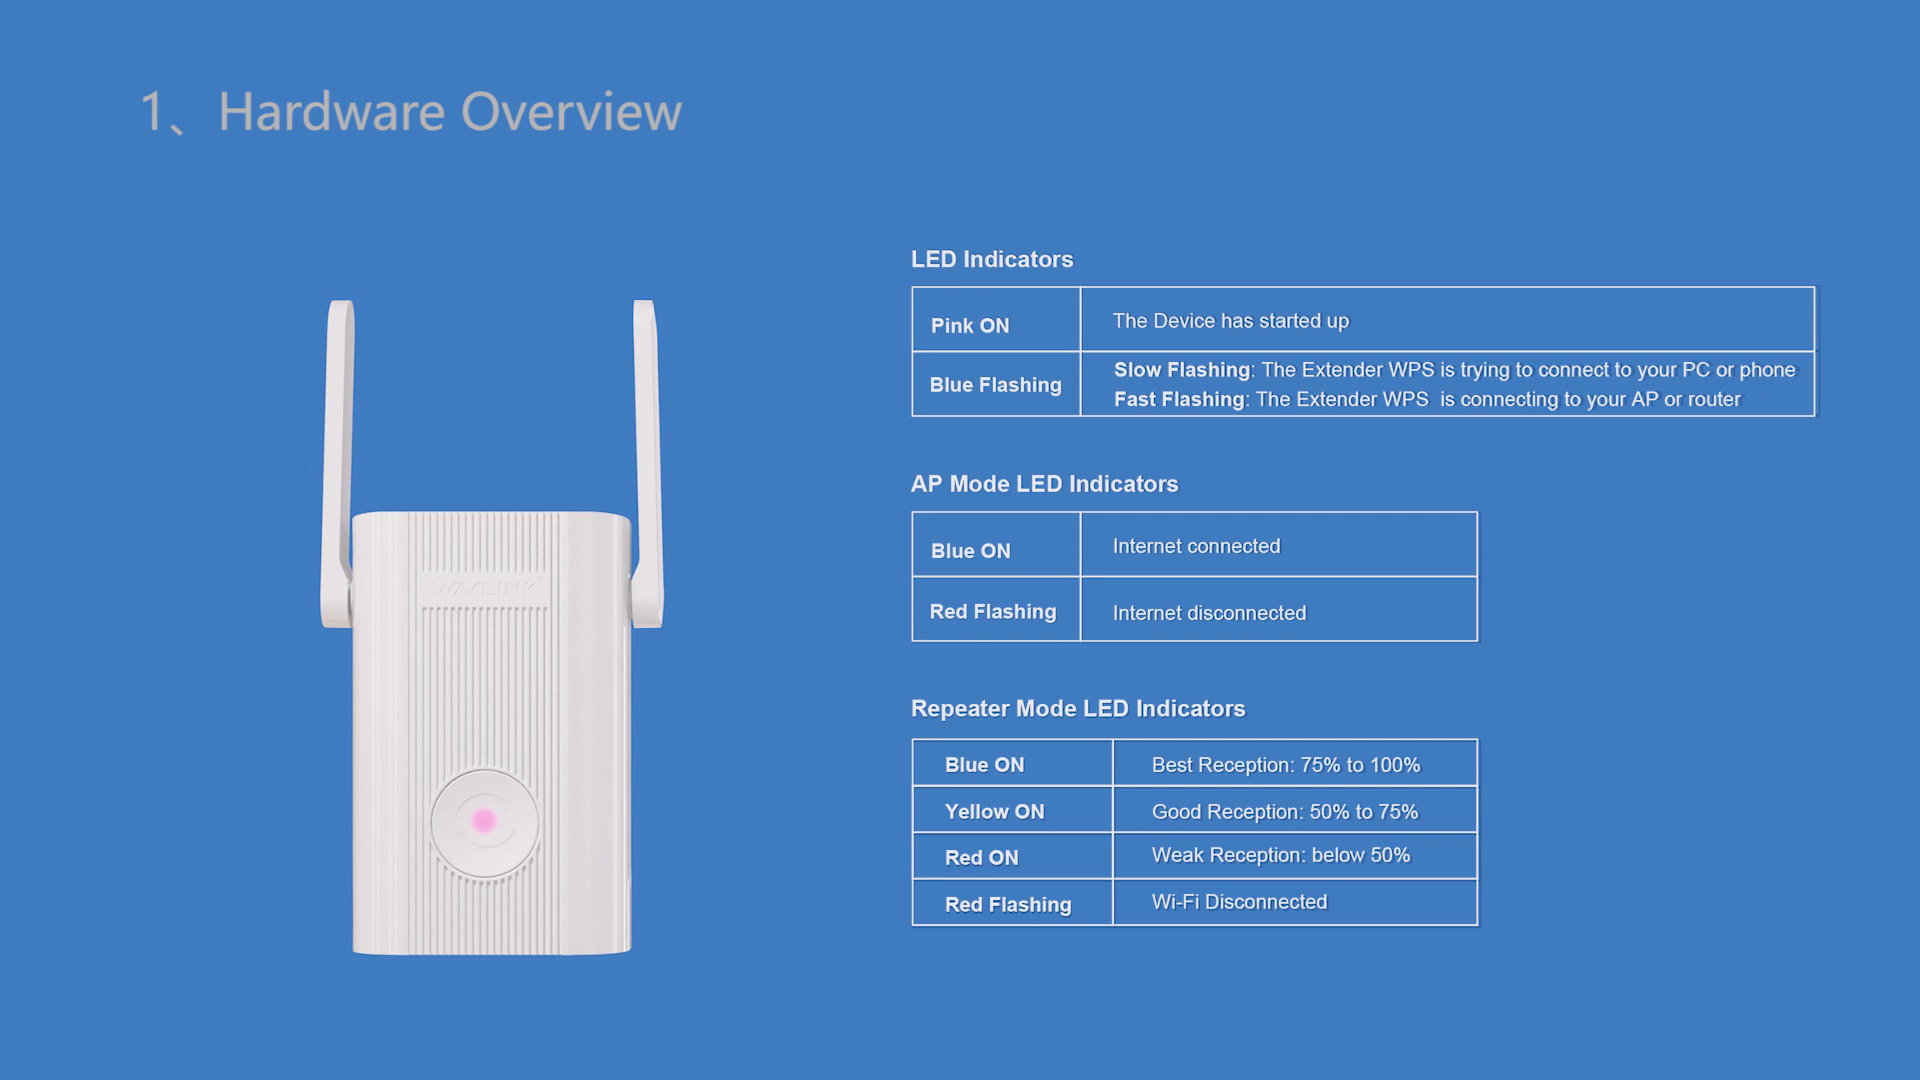 1、Hardware Overview
WAVLINK
LED Indicators
Pink ON
The Device has started up
Blue Flashing
Slow Flashing: The Extender WPS is trying to connect to your PC or phone
Fast Flashing: The Extender WPS is connecting to your AP or router
AP Mode LED Indicators
Blue ON
Internet connected
Red Flashing
Internet disconnected
Repeater Mode LED Indicators
Blue ON
Best Reception: 75% to 100%
Yellow ON
Good Reception: 50% to 75%
Red ON
Weak Reception: below 50%
Red Flashing
Wi-Fi Disconnected